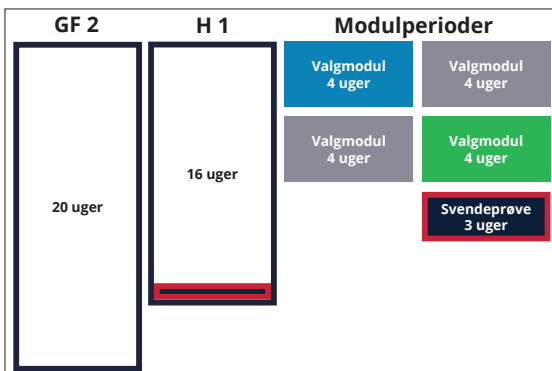 GF 2
H 1
Modulperioder
20 uger
16 uger
Valgmodul
4 uger
Valgmodul
4 uger
Valgmodul
4 uger
Valgmodul
4 uger
Svendeprøve
3 uger